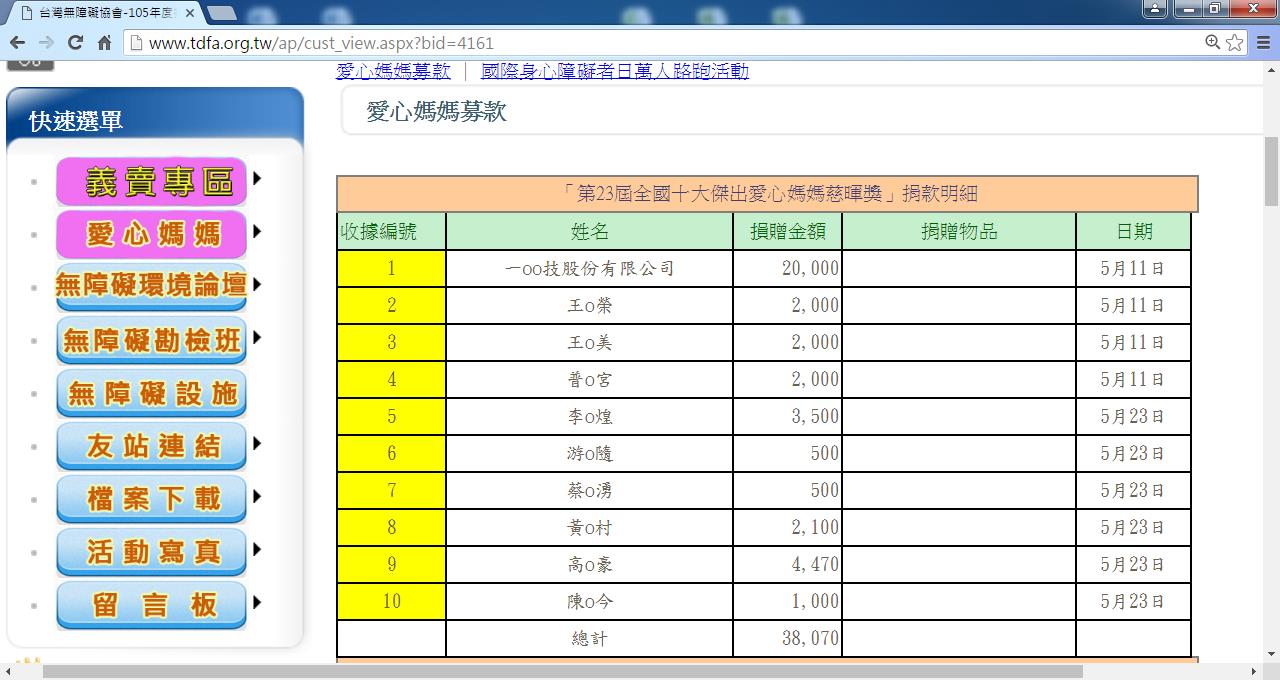 台灣無障礙協會-105年度
www.tdfa.org.tw/ap/cust_view.aspx?bid=4161
愛心媽媽募款 | 國際身心障礙者日萬人路跑活動
快速選單
義賣專區
愛心媽媽
無障礙環境論壇
無障礙勘檢班
無障礙設施
友站連結
檔案下載
活動寫真
留言板
愛心媽媽募款
「第23屆全國十大傑出愛心媽媽慈暉獎」捐款明細
收據編號 姓名 損贈金額 捐贈物品 日期
1 一oo技股份有限公司 20,000 5月11日
2 王o榮 2,000 5月11日
3 王o美 2,000 5月11日
4 普o宮 2,000 5月11日
5 李o煌 3,500 5月23日
6 游o隨 500 5月23日
7 蔡o湧 500 5月23日
8 黃o村 2,100 5月23日
9 高o豪 4,470 5月23日
10 陳o今 1,000 5月23日
總計 38,070